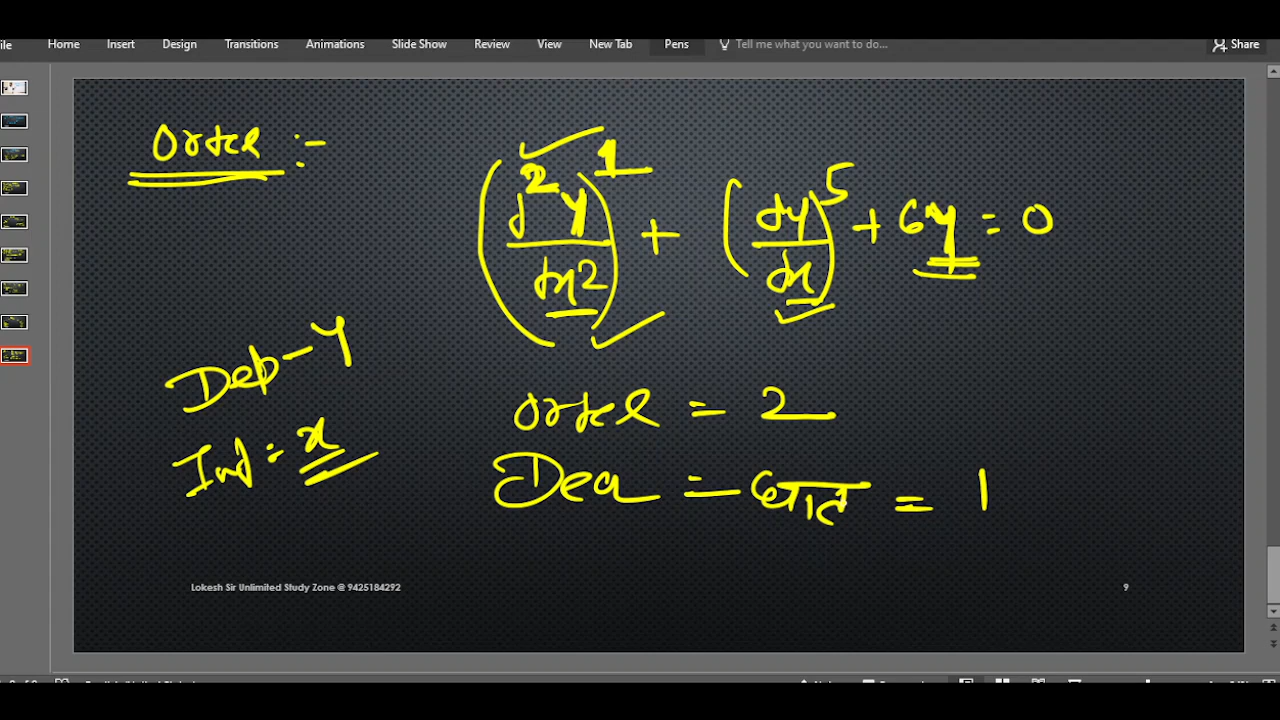 File Home Insert Design Transitions Animations Slide Show Review View New Tab Pens Tell me what you want to do... Share
Order :-
(d²y/dx2)¹ + (dy/dx)⁵ + 6y = 0
Dep - y
Ind = x
Order = 2
Deg = घात = 1
Lokesh Sir Unlimited Study Zone @ 9425184292
9